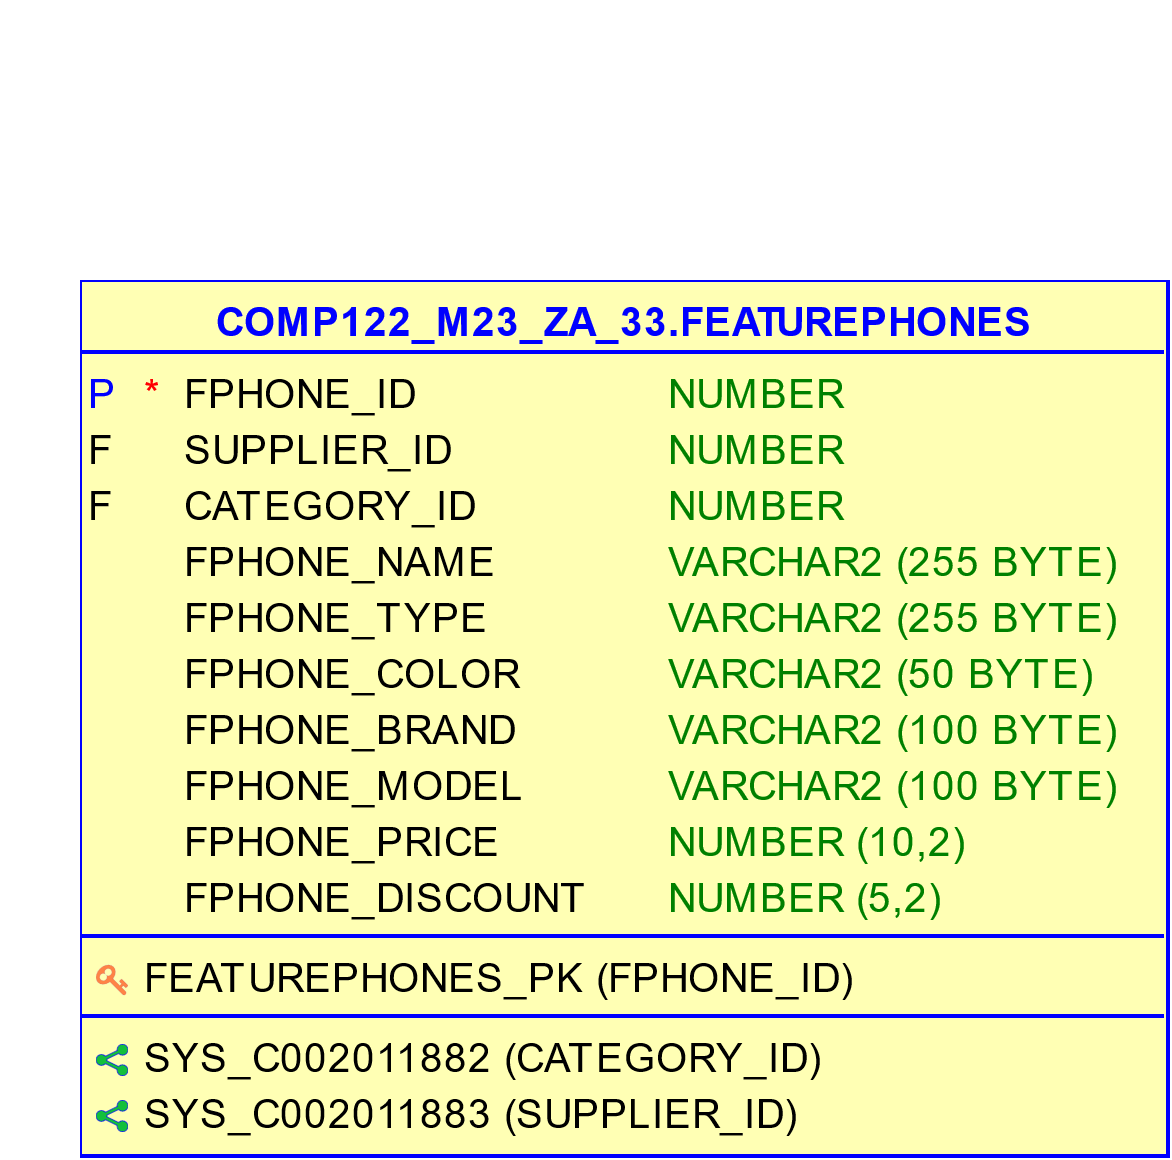 COMP122_M23_ZA_33.FEATUREPHONES
P * FPHONE_ID NUMBER
F SUPPLIER_ID NUMBER
F CATEGORY_ID NUMBER
FPHONE_NAME VARCHAR2 (255 BYTE)
FPHONE_TYPE VARCHAR2 (255 BYTE)
FPHONE_COLOR VARCHAR2 (50 BYTE)
FPHONE_BRAND VARCHAR2 (100 BYTE)
FPHONE_MODEL VARCHAR2 (100 BYTE)
FPHONE_PRICE NUMBER (10,2)
FPHONE_DISCOUNT NUMBER (5,2)
FEATUREPHONES_PK (FPHONE_ID)
SYS_C002011882 (CATEGORY_ID)
SYS_C002011883 (SUPPLIER_ID)